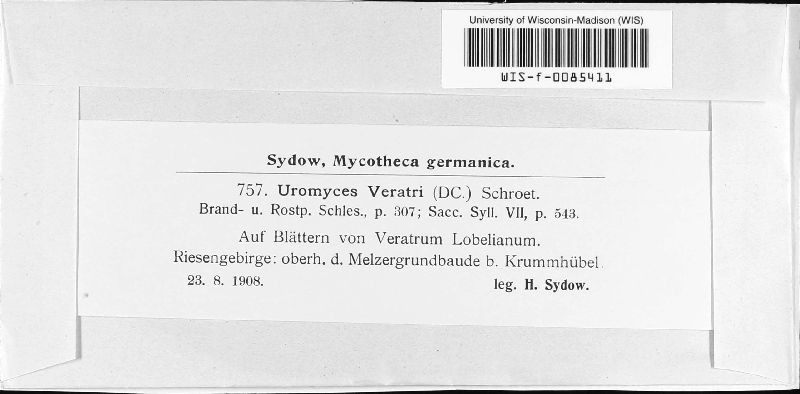 University of Wisconsin-Madison (WIS)
WIS-f-0085411
Sydow, Mycotheca germanica.
757. Uromyces Veratri (DC.) Schroet.
Brand- u. Rostp. Schles., p. 307; Sacc. Syll. VII, p. 543.
Auf Blättern von Veratrum Lobelianum.
Riesengebirge: oberh. d. Melzergrundbaude b. Krummhübel.
23. 8. 1908.
leg. H. Sydow.